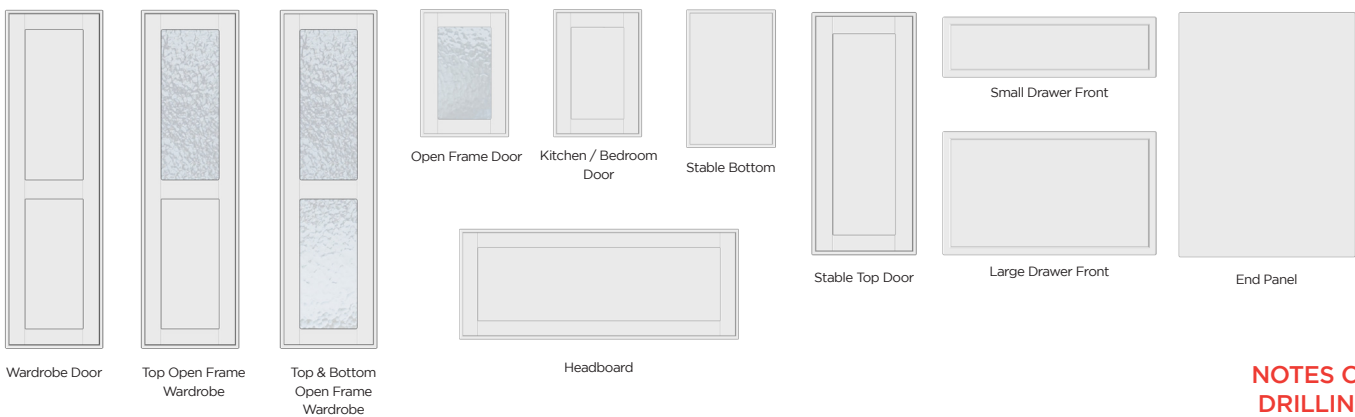 Small Drawer Front
Open Frame Door
Kitchen / Bedroom
Door
Stable Bottom
Stable Top Door
Large Drawer Front
End Panel
Headboard
Wardrobe Door
Top Open Frame
Wardrobe
Top & Bottom
Open Frame
Wardrobe
NOTES